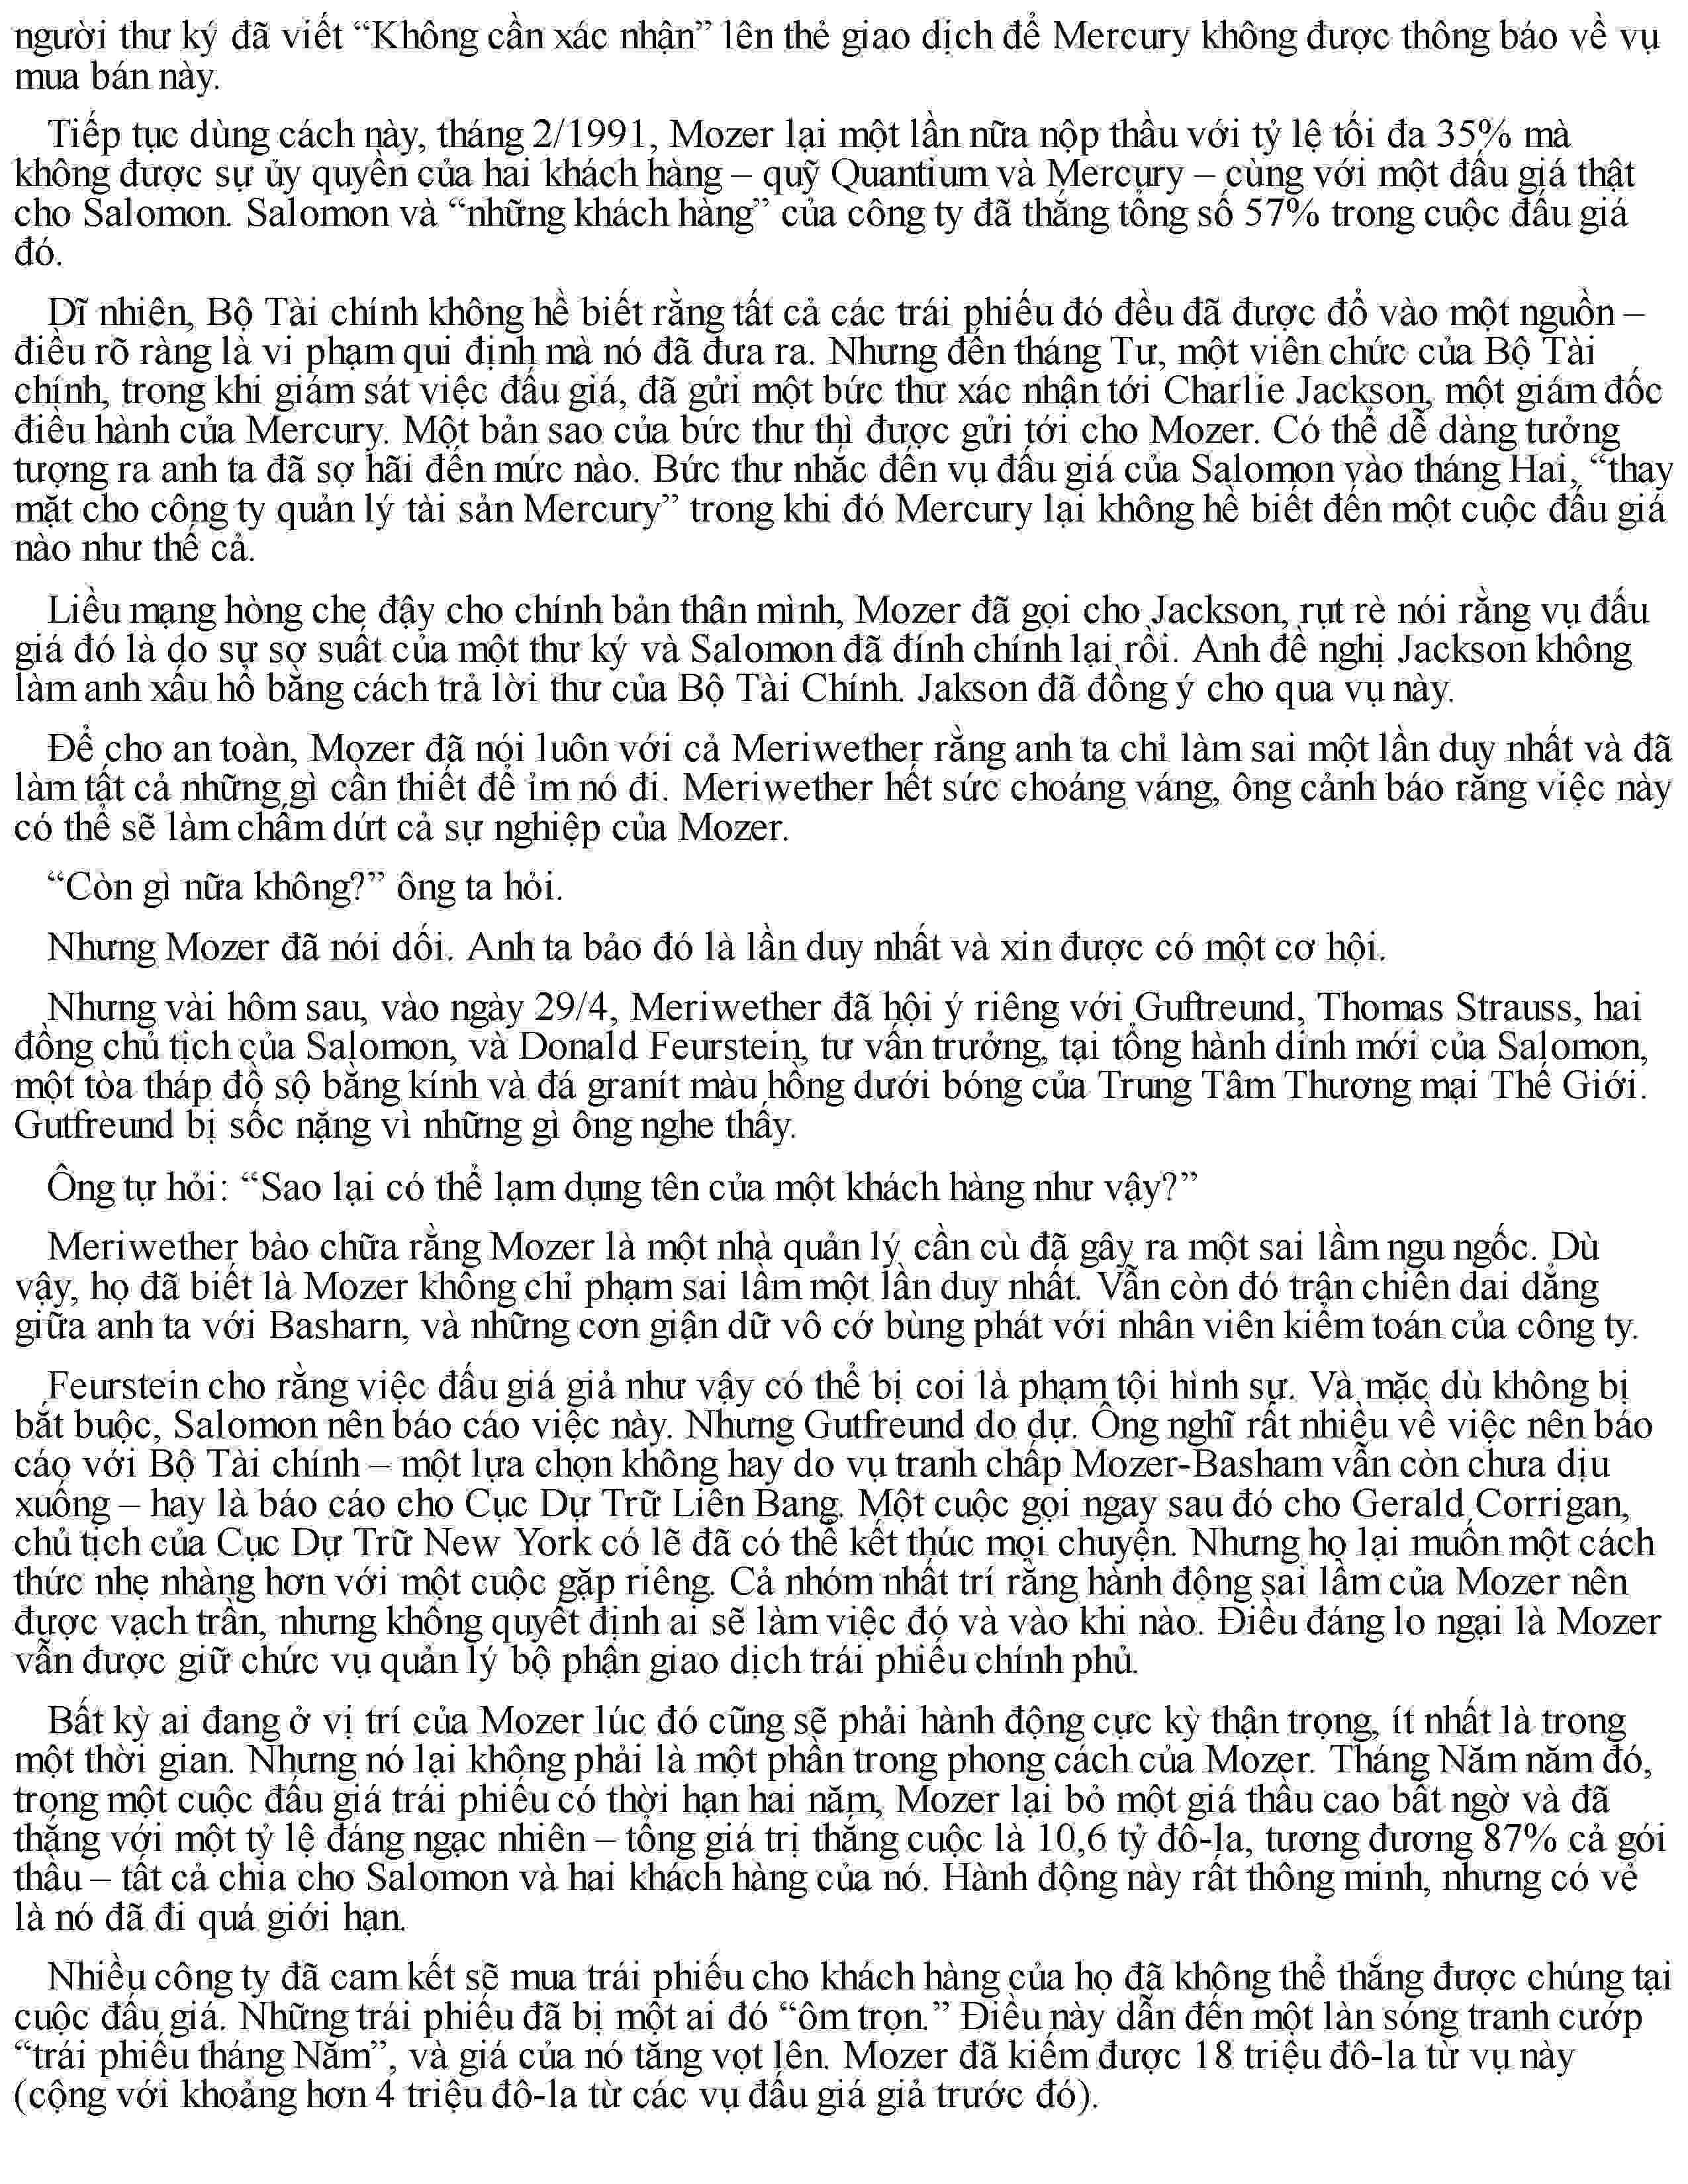 người thư ký đã viết “Không cần xác nhận” lên thẻ giao dịch để Mercury không được thông báo về vụ
mua bán này.
Tiếp tục dùng cách này, tháng 2/1991, Mozer lại một lần nữa nộp thầu với tỷ lệ tối đa 35% mà
không được sự ủy quyền của hai khách hàng – quỹ Quantium và Mercury – cùng với một đấu giá thật
cho Salomon. Salomon và “những khách hàng” của công ty đã thắng tổng số 57% trong cuộc đấu giá
đó.
Dĩ nhiên, Bộ Tài chính không hề biết rằng tất cả các trái phiếu đó đều đã được đổ vào một nguồn –
điều rõ ràng là vi phạm qui định mà nó đã đưa ra. Nhưng đến tháng Tư, một viên chức của Bộ Tài
chính, trong khi giám sát việc đấu giá, đã gửi một bức thư xác nhận tới Charlie Jackson, một giám đốc
điều hành của Mercury. Một bản sao của bức thư thì được gửi tới cho Mozer. Có thể dễ dàng tưởng
tượng ra anh ta đã sợ hãi đến mức nào. Bức thư nhắc đến vụ đấu giá của Salomon vào tháng Hai, “thay
mặt cho công ty quản lý tài sản Mercury” trong khi đó Mercury lại không hề biết đến một cuộc đấu giá
nào như thế cả.
Liều mạng hòng che đậy cho chính bản thân mình, Mozer đã gọi cho Jackson, rụt rè nói rằng vụ đấu
giá đó là do sự sơ suất của một thư ký và Salomon đã đính chính lại rồi. Anh đề nghị Jackson không
làm anh xấu hổ bằng cách trả lời thư của Bộ Tài Chính. Jakson đã đồng ý cho qua vụ này.
Để cho an toàn, Mozer đã nói luôn với cả Meriwether rằng anh ta chỉ làm sai một lần duy nhất và đã
làm tất cả những gì cần thiết để ỉm nó đi. Meriwether hết sức choáng váng, ông cảnh báo rằng việc này
có thể sẽ làm chấm dứt cả sự nghiệp của Mozer.
“Còn gì nữa không?” ông ta hỏi.
Nhưng Mozer đã nói dối. Anh ta bảo đó là lần duy nhất và xin được có một cơ hội.
Nhưng vài hôm sau, vào ngày 29/4, Meriwether đã hội ý riêng với Guftreund, Thomas Strauss, hai
đồng chủ tịch của Salomon, và Donald Feurstein, tư vấn trưởng, tại tổng hành dinh mới của Salomon,
một tòa tháp đồ sộ bằng kính và đá granít màu hồng dưới bóng của Trung Tâm Thương mại Thế Giới.
Gutfreund bị sốc nặng vì những gì ông nghe thấy.
Ông tự hỏi: “Sao lại có thể lạm dụng tên của một khách hàng như vậy?”
Meriwether bào chữa rằng Mozer là một nhà quản lý cần cù đã gây ra một sai lầm ngu ngốc. Dù
vậy, họ đã biết là Mozer không chỉ phạm sai lầm một lần duy nhất. Vẫn còn đó trận chiến dai dẳng
giữa anh ta với Basharn, và những cơn giận dữ vô cớ bùng phát với nhân viên kiểm toán của công ty.
Feurstein cho rằng việc đấu giá giả như vậy có thể bị coi là phạm tội hình sự. Và mặc dù không bị
bắt buộc, Salomon nên báo cáo việc này. Nhưng Gutfreund do dự. Ông nghĩ rất nhiều về việc nên báo
cáo với Bộ Tài chính – một lựa chọn không hay do vụ tranh chấp Mozer-Basham vẫn còn chưa dịu
xuống – hay là báo cáo cho Cục Dự Trữ Liên Bang. Một cuộc gọi ngay sau đó cho Gerald Corrigan,
chủ tịch của Cục Dự Trữ New York có lẽ đã có thể kết thúc mọi chuyện. Nhưng họ lại muốn một cách
thức nhẹ nhàng hơn với một cuộc gặp riêng. Cả nhóm nhất trí rằng hành động sai lầm của Mozer nên
được vạch trần, nhưng không quyết định ai sẽ làm việc đó và vào khi nào. Điều đáng lo ngại là Mozer
vẫn được giữ chức vụ quản lý bộ phận giao dịch trái phiếu chính phủ.
Bất kỳ ai đang ở vị trí của Mozer lúc đó cũng sẽ phải hành động cực kỳ thận trọng, ít nhất là trong
một thời gian. Nhưng nó lại không phải là một phần trong phong cách của Mozer. Tháng Năm năm đó,
trong một cuộc đấu giá trái phiếu có thời hạn hai năm, Mozer lại bỏ một giá thầu cao bất ngờ và đã
thắng với một tỷ lệ đáng ngạc nhiên – tổng giá trị thắng cuộc là 10,6 tỷ đô-la, tương đương 87% cả gói
thầu – tất cả chia cho Salomon và hai khách hàng của nó. Hành động này rất thông minh, nhưng có vẻ
là nó đã đi quá giới hạn.
Nhiều công ty đã cam kết sẽ mua trái phiếu cho khách hàng của họ đã không thể thắng được chúng tại
cuộc đấu giá. Những trái phiếu đã bị một ai đó “ôm trọn.” Điều này dẫn đến một làn sóng tranh cướp
“trái phiếu tháng Năm”, và giá của nó tăng vọt lên. Mozer đã kiếm được 18 triệu đô-la từ vụ này
(cộng với khoảng hơn 4 triệu đô-la từ các vụ đấu giá giả trước đó).